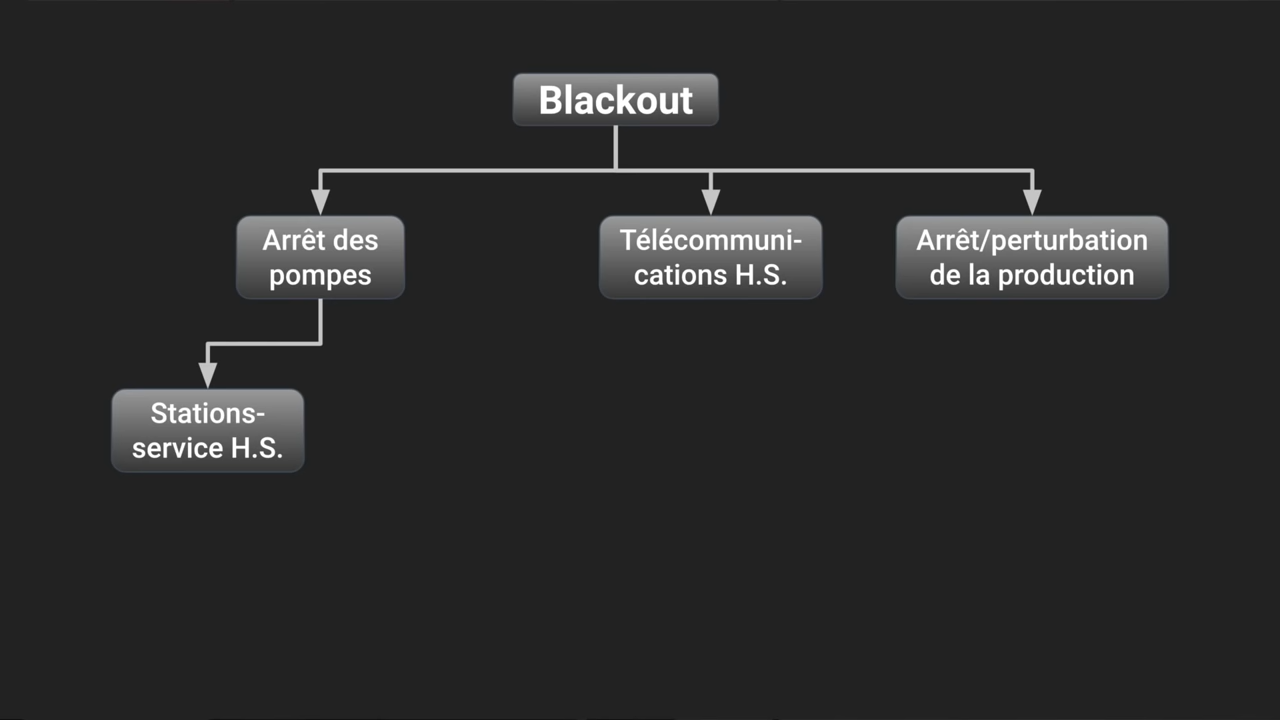 Blackout
Arrêt des
pompes
Télécommuni-
cations H.S.
Arrêt/perturbation
de la production
Stations-
service H.S.